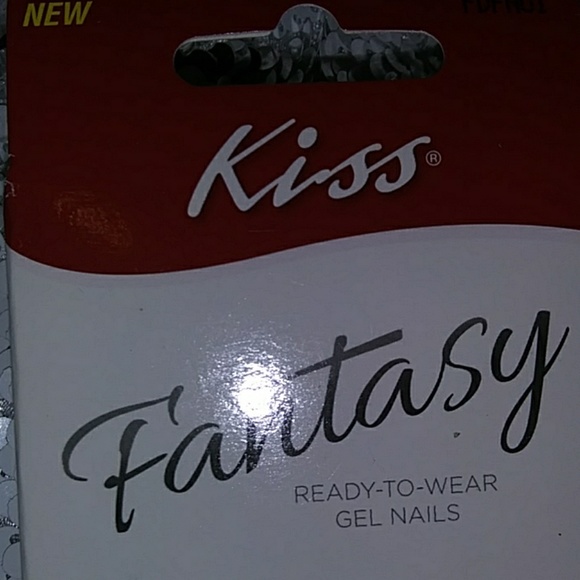 NEW
Kiss®
Fantasy
READY-TO-WEAR
GEL NAILS